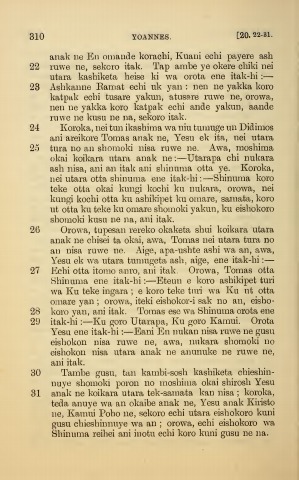 310 YOANNES. [20. 22-31.
anak ne En omande korachi, Kuani echi payere ash
22 ruwe ne, sekoro itak. Tap ambe ye okere chiki nei
utara kashiketa heise ki wa orota ene itak-hi :—
23 Ashkanne Ramat echi uk yan : nen ne yakka koro
katpak echi tusare yakun, atusare ruwe ne, orowa,
nen ne yakka koro katpak echi ande yakun, aande
ruwe ne kusu ne na, sekoro itak.
24 Koroka, nei tun ikashima wa niu tunuge un Didimos
ani areikore Tomas anak ne, Yesu ek ita, nei utara
25 tura no an shomoki nisa ruwe ne. Awa, moshima
okai koikara utara anak ne :—Utarapa chi nukara
ash nisa, ani an itak ani shinuma otta ye. Koroka,
nei utara otta shinuma ene itak-hi :—Shinuma koro
teke otta okai kungi kochi ku nukara, orowa, nei
kungi kochi otta ku ashikipet ku omare, samata, koro
ut otta ku teke ku omare shomoki yakun, ku eishokoro
shomoki kusu ne na, ani itak.
26 Orowa, tupesan rereko okaketa shui koikara utara
anak ne chisei ta okai, awa, Tomas nei utara tura no
an nisa ruwe ne. Aige, apa-ushte ashi wa an, awa,
Yesu ek wa utara tunugeta ash, aige, ene itak-hi :—
27 Echi otta itomo anro, ani itak. Orowa, Tomas otta
Shinuma ene itak-hi :—Eteun e koro ashikipet turi
wa Ku teke ingara ; e koro teke turi wa Ku ut otta
omare yan ; orowa, iteki eishokor-i sak no an, eisho-
28 koro yan, ani itak. Tomas ese wa Shinuma orota ene
29 itak-hi :—Ku goro Utarapa, Ku goro Kamui. Orota
Yesu ene itak-hi :—Eani En nukan nisa ruwe ne gusu
eishokon nisa ruwe ne, awa, nukara shomoki no
eishokon nisa utara anak ne anunuke ne ruwe ne,
ani itak.
30 Tambe gusu, tan kambi-sosh kashiketa chieshin-
nuye shomoki poron no moshima okai shirosh Yesu
31 anak ne koikara utara tek-samata kan nisa ; koroka,
teda anuye wa an okaibe anak ne, Yesu anak Kiristo
ne, Kamui Pobo ne, sekoro echi utara eishokoro kuni
gusu chieshinnuye wa an ; orowa, echi eishokoro wa
Shinuma reihei ani inotu echi koro kuni gusu ne na.